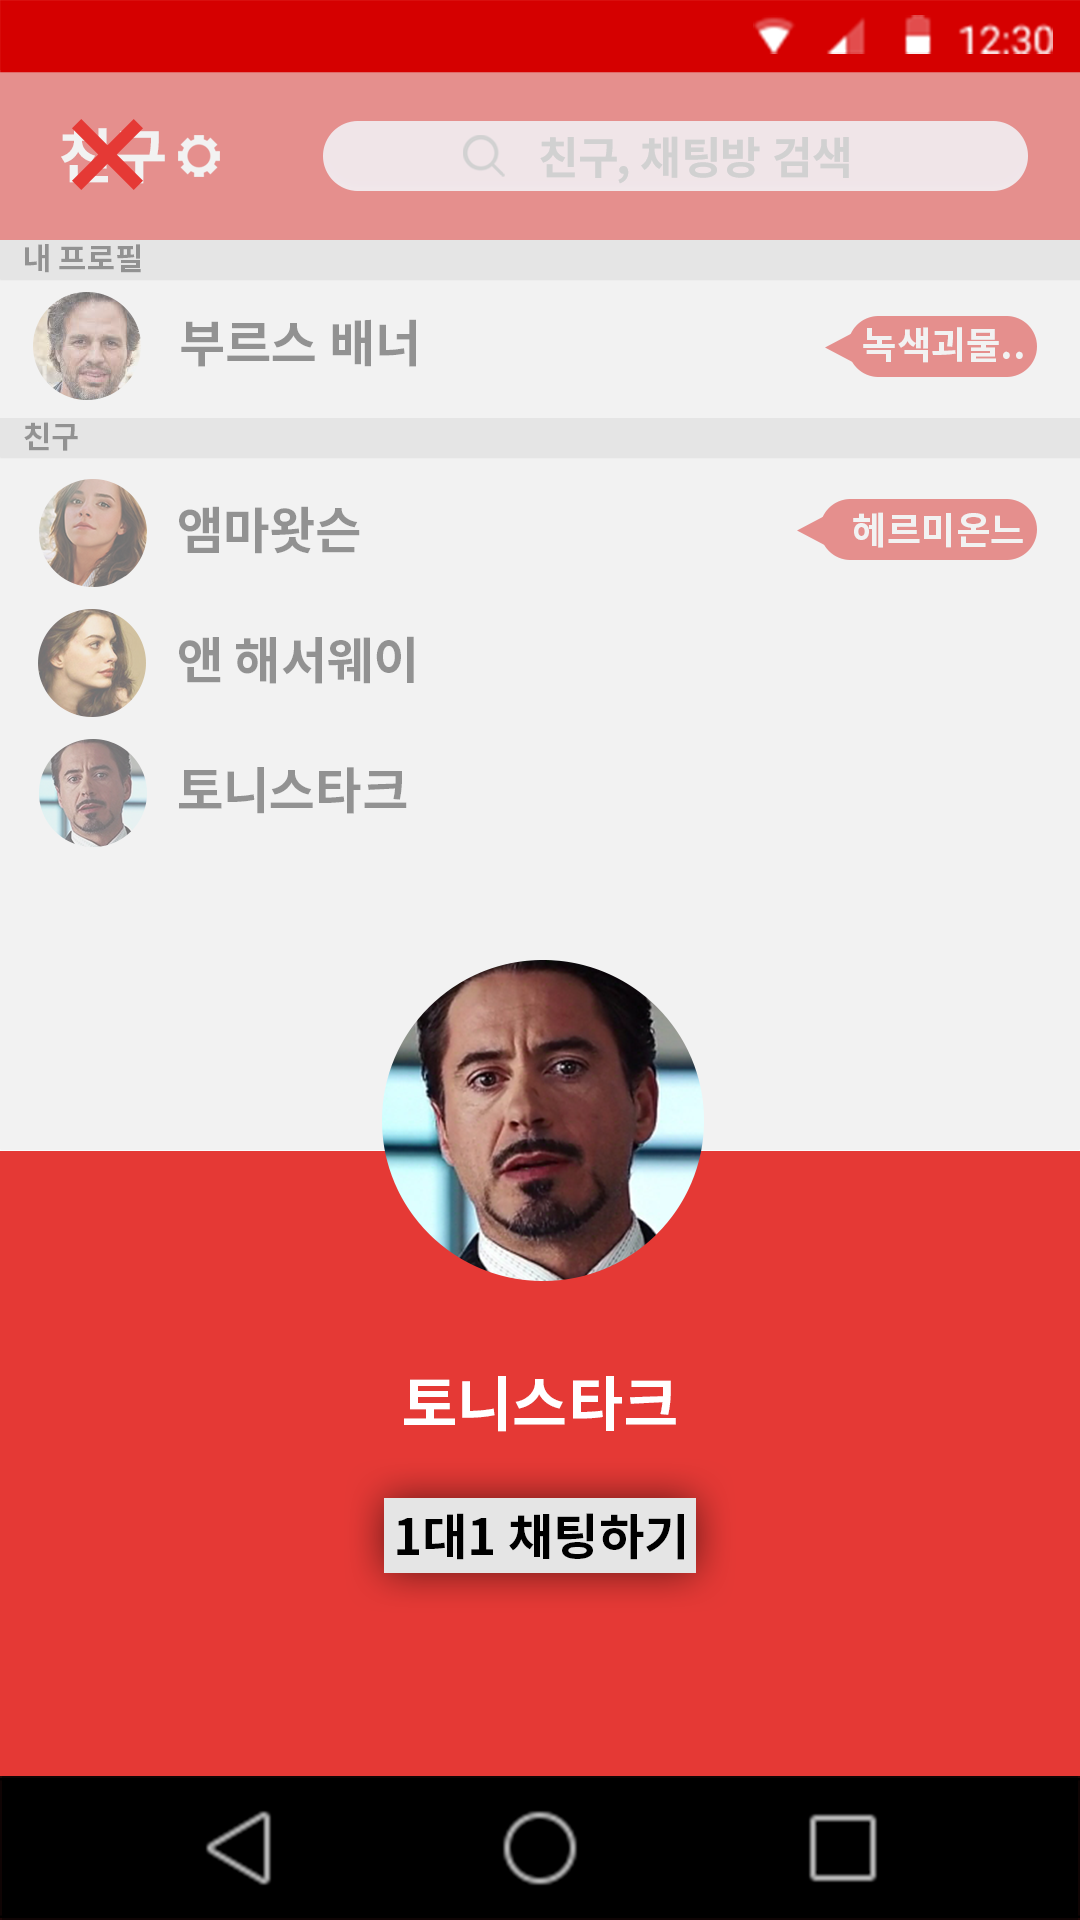 12:30
친구
친구, 채팅방 검색
내 프로필
부르스 배너
녹색괴물..
친구
앰마왓슨
헤르미온느
앤 해서웨이
토니스타크
토니스타크
1대1 채팅하기